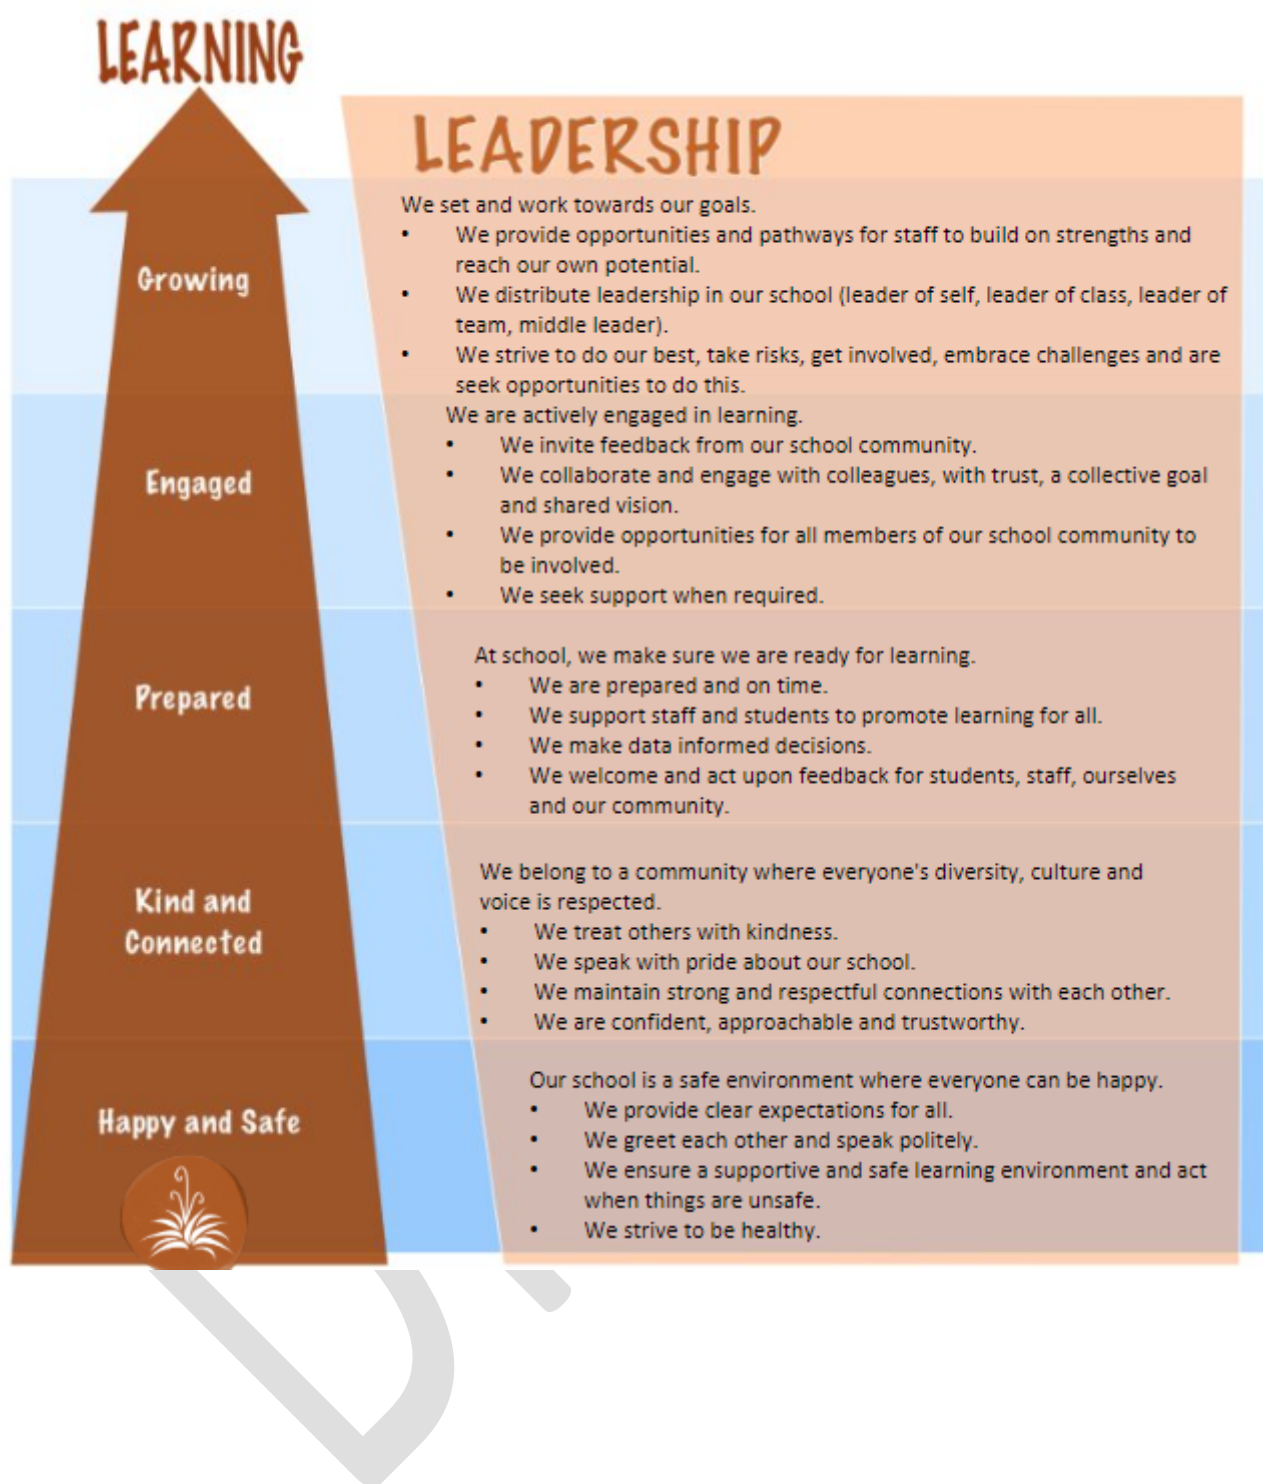 LEARNING
LEADERSHIP
Growing
We set and work towards our goals.
• We provide opportunities and pathways for staff to build on strengths and
reach our own potential.
• We distribute leadership in our school (leader of self, leader of class, leader of
team, middle leader).
• We strive to do our best, take risks, get involved, embrace challenges and are
seek opportunities to do this.
Engaged
We are actively engaged in learning.
• We invite feedback from our school community.
• We collaborate and engage with colleagues, with trust, a collective goal
and shared vision.
• We provide opportunities for all members of our school community to
be involved.
• We seek support when required.
Prepared
At school, we make sure we are ready for learning.
• We are prepared and on time.
• We support staff and students to promote learning for all.
• We make data informed decisions.
• We welcome and act upon feedback for students, staff, ourselves
and our community.
Kind and
Connected
We belong to a community where everyone's diversity, culture and
voice is respected.
• We treat others with kindness.
• We speak with pride about our school.
• We maintain strong and respectful connections with each other.
• We are confident, approachable and trustworthy.
Happy and Safe
Our school is a safe environment where everyone can be happy.
• We provide clear expectations for all.
• We greet each other and speak politely.
• We ensure a supportive and safe learning environment and act
when things are unsafe.
• We strive to be healthy.